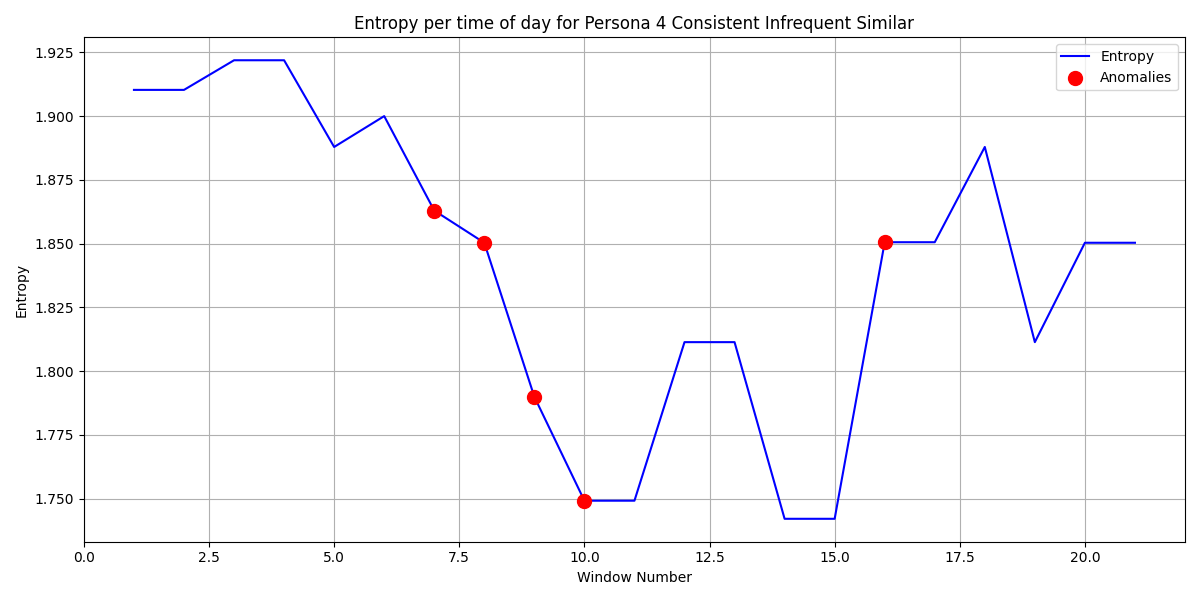 Entropy per time of day for Persona 4 Consistent Infrequent Similar
Entropy
Anomalies
1.925
1.900
1.875
1.850
1.825
1.800
1.775
1.750
Entropy
0.0 2.5 5.0 7.5 10.0 12.5 15.0 17.5 20.0
Window Number